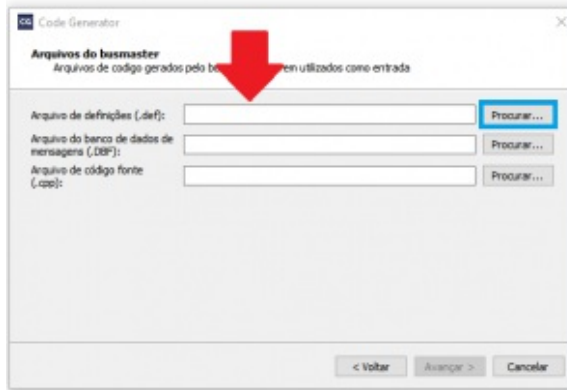 CG Code Generator
Arquivos do busmaster
Arquivos de codigo gerados pelo em utilizados como entrada
Arquivo de definições (.def):
Procurar...
Arquivo do banco de dados de
mensagens (.DBF):
Procurar...
Arquivo de código fonte
(.cpp):
Procurar...
< Voltar
Avançar >
Cancelar